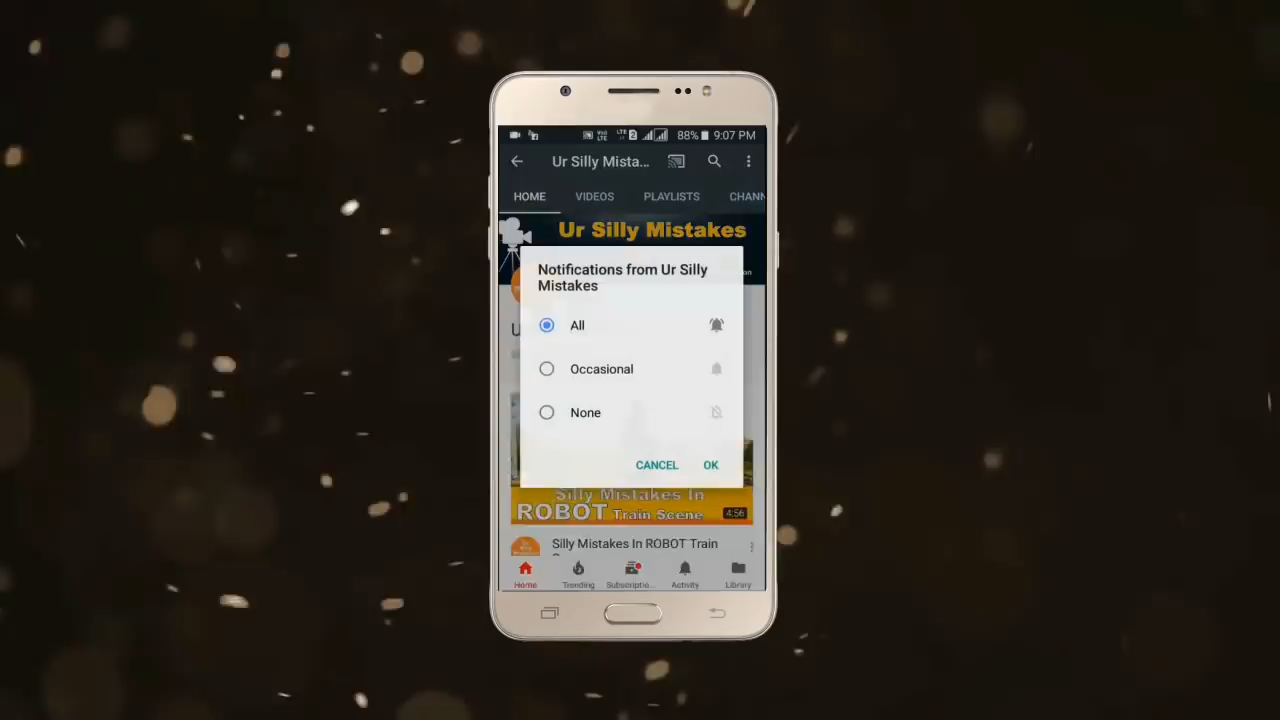 88% 9:07 PM
Ur Silly Mista...
HOME VIDEOS PLAYLISTS CHANN
Ur Silly Mistakes
on
Notifications from Ur Silly
Mistakes
All
Occasional
None
CANCEL OK
Silly Mistakes In
ROBOT Train Scene 4:56
Silly Mistakes In ROBOT Train
Home Trending Subscriptio... Activity Library